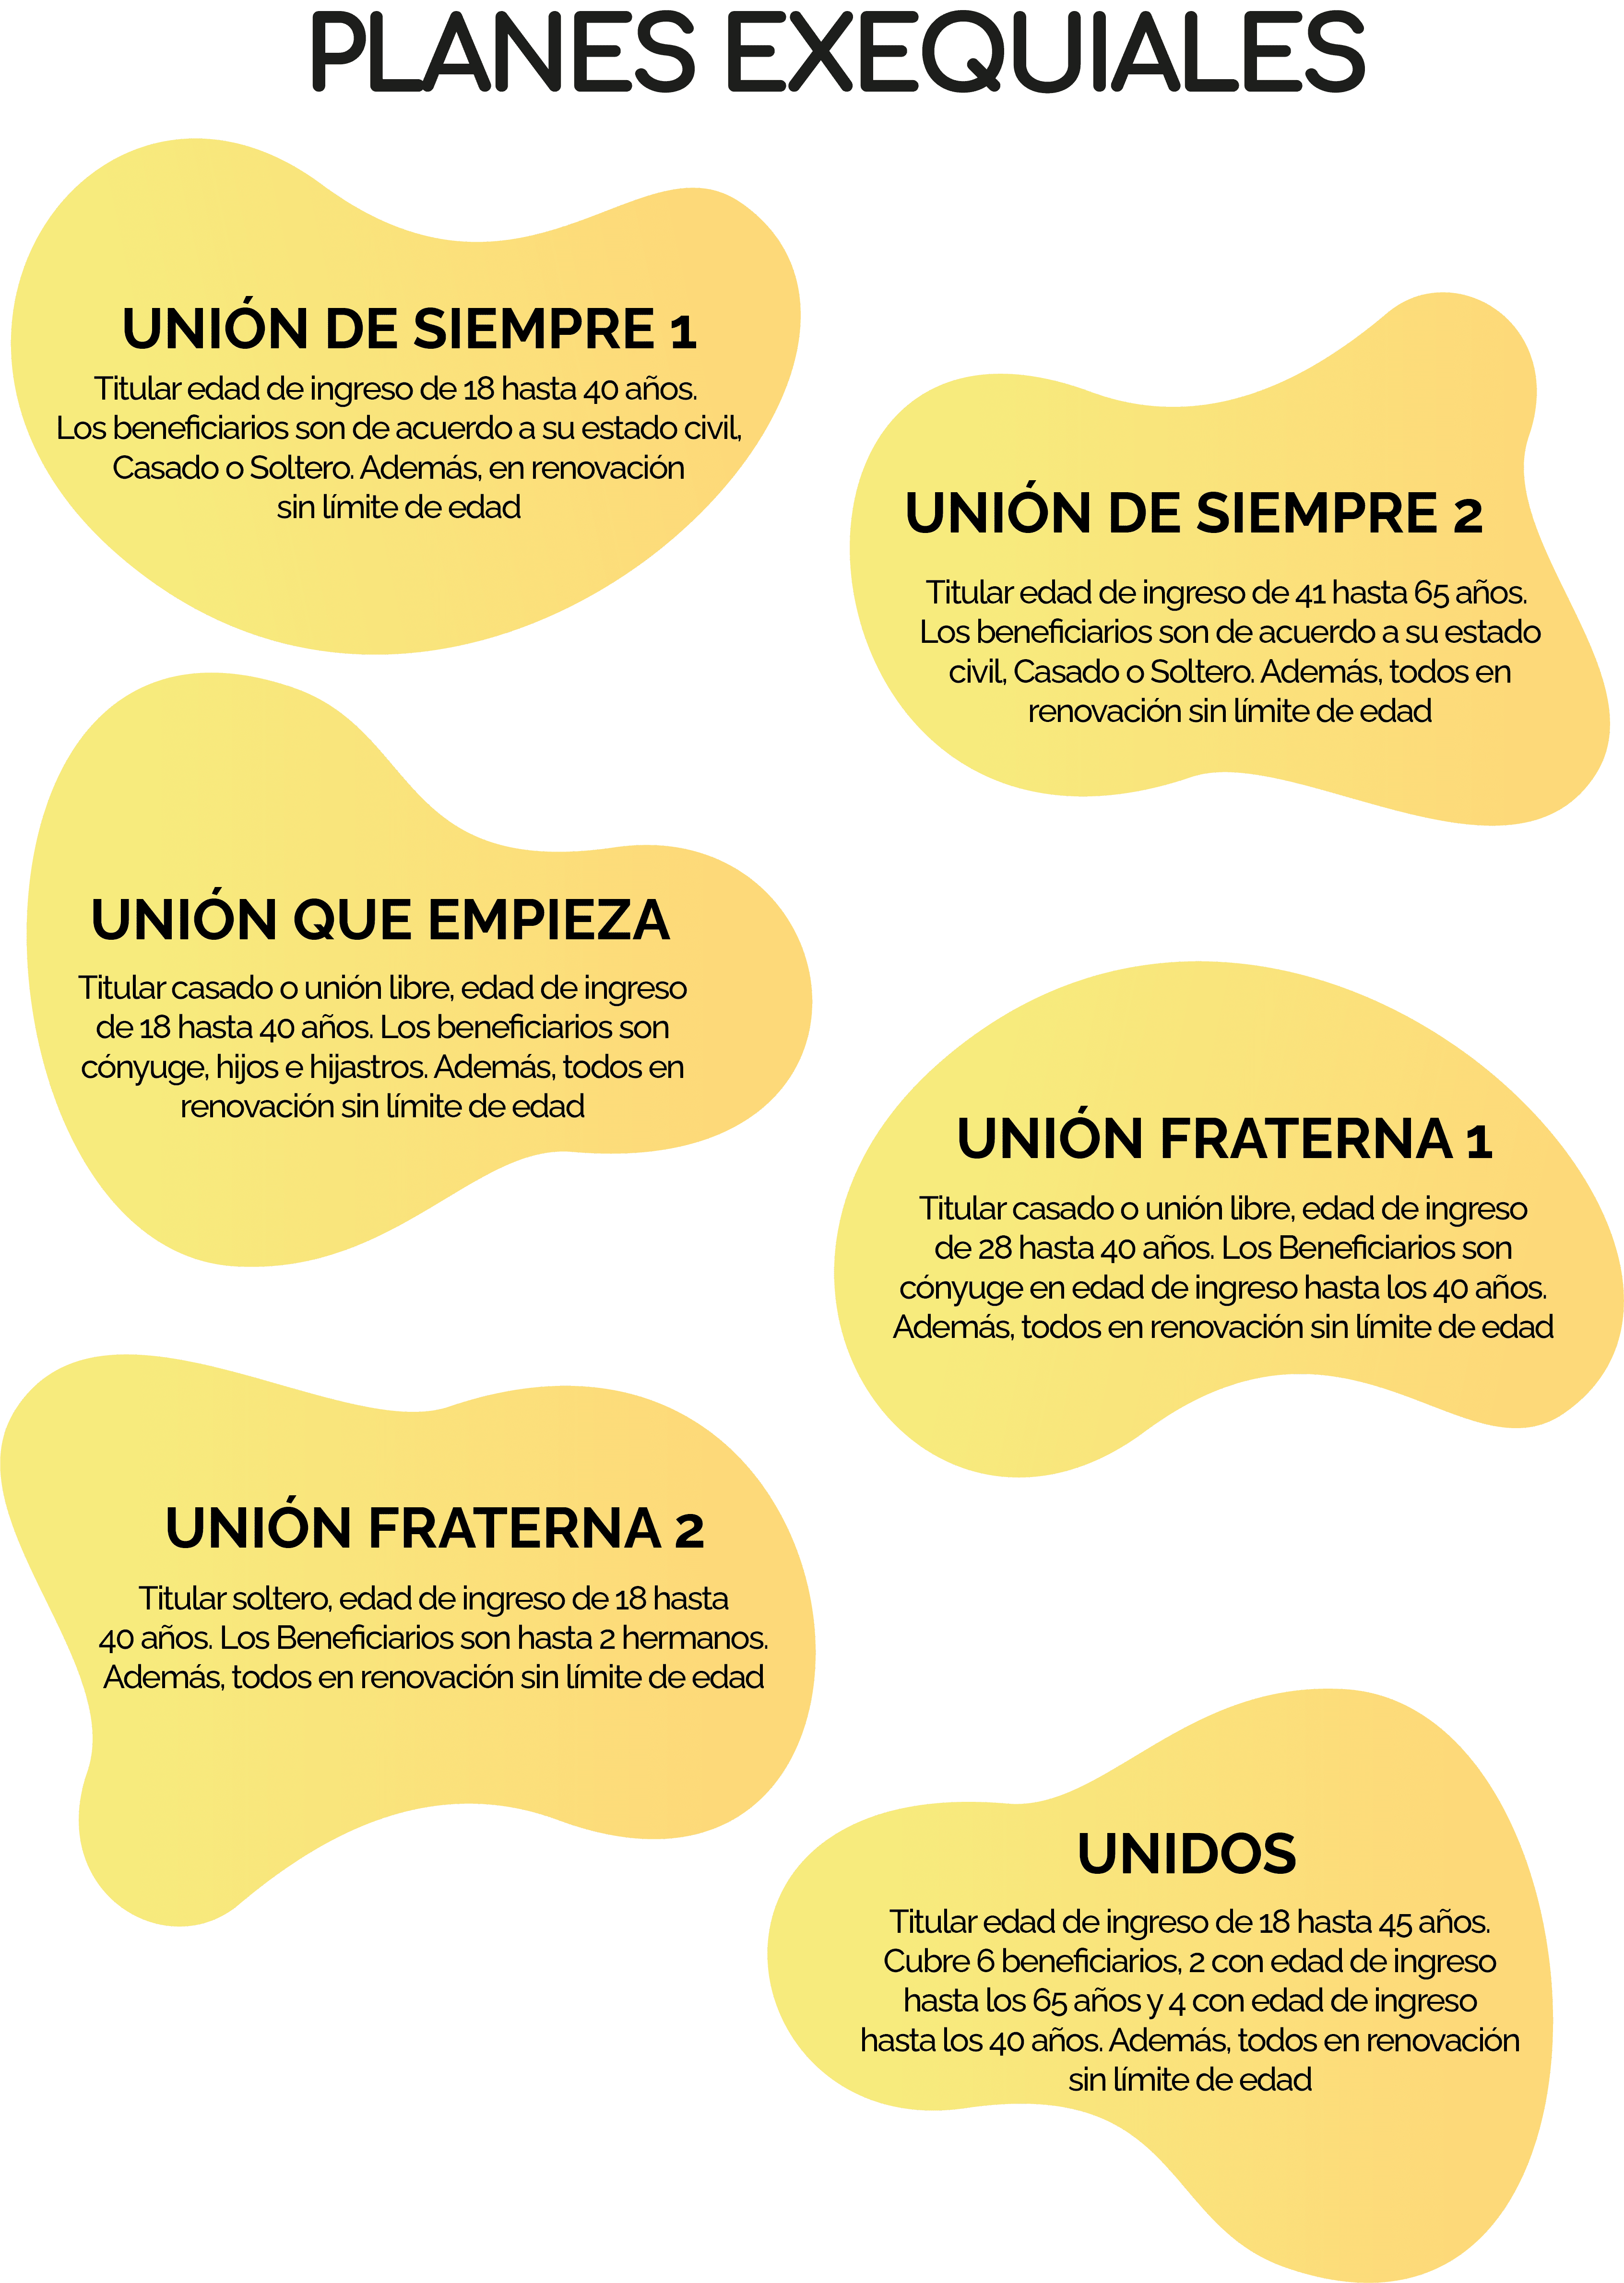 PLANES EXEQUIALES
UNIÓN DE SIEMPRE 1
Titular edad de ingreso de 18 hasta 40 años.
Los beneficiarios son de acuerdo a su estado civil,
Casado o Soltero. Además, en renovación
sin límite de edad
UNIÓN DE SIEMPRE 2
Titular edad de ingreso de 41 hasta 65 años.
Los beneficiarios son de acuerdo a su estado
civil, Casado o Soltero. Además, todos en
renovación sin límite de edad
UNIÓN QUE EMPIEZA
Titular casado o unión libre, edad de ingreso
de 18 hasta 40 años. Los beneficiarios son
cónyuge, hijos e hijastros. Además, todos en
renovación sin límite de edad
UNIÓN FRATERNA 1
Titular casado o unión libre, edad de ingreso
de 28 hasta 40 años. Los Beneficiarios son
cónyuge en edad de ingreso hasta los 40 años.
Además, todos en renovación sin límite de edad
UNIÓN FRATERNA 2
Titular soltero, edad de ingreso de 18 hasta
40 años. Los Beneficiarios son hasta 2 hermanos.
Además, todos en renovación sin límite de edad
UNIDOS
Titular edad de ingreso de 18 hasta 45 años.
Cubre 6 beneficiarios, 2 con edad de ingreso
hasta los 65 años y 4 con edad de ingreso
hasta los 40 años. Además, todos en renovación
sin límite de edad